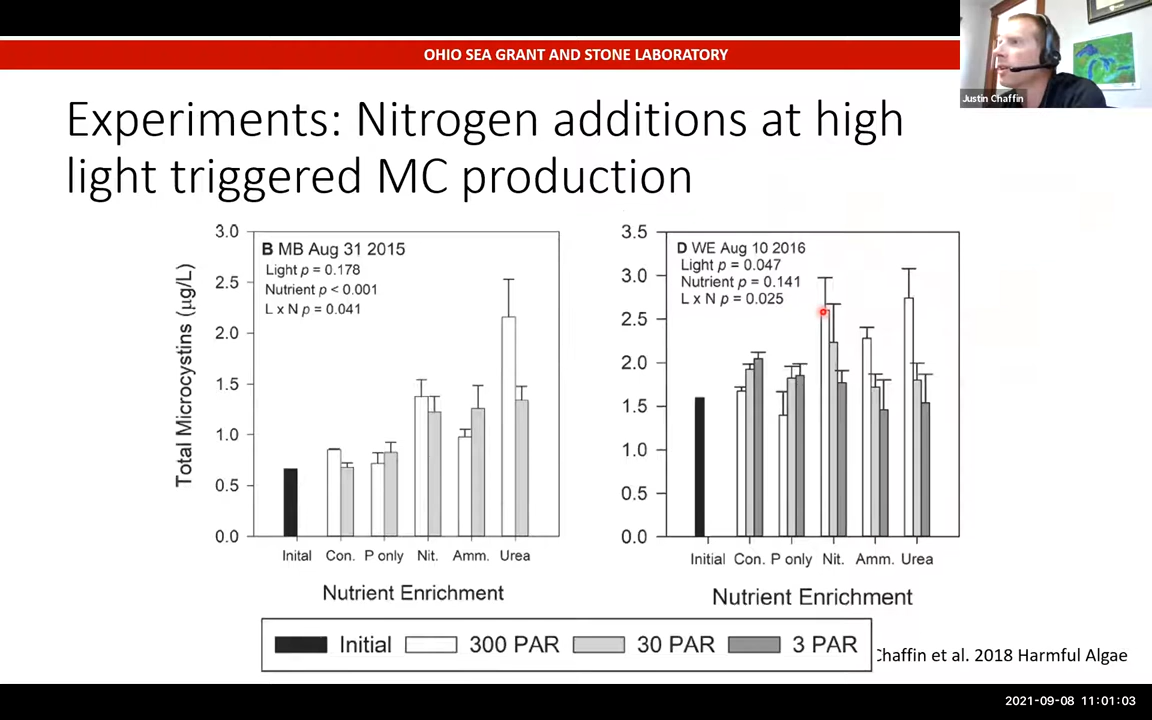 OHIO SEA GRANT AND STONE LABORATORY
Justin Chaffin
Experiments: Nitrogen additions at high
light triggered MC production
Total Microcystins (µg/L)
3.0
2.5
2.0
1.5
1.0
0.5
0.0
B MB Aug 31 2015
Light p = 0.178
Nutrient p < 0.001
L x N p = 0.041
Inital Con. P only Nit. Amm. Urea
Nutrient Enrichment
3.5
3.0
2.5
2.0
1.5
1.0
0.5
0.0
D WE Aug 10 2016
Light p = 0.047
Nutrient p = 0.141
L x N p = 0.025
Initial Con. P only Nit. Amm. Urea
Nutrient Enrichment
Initial 300 PAR 30 PAR 3 PAR
Chaffin et al. 2018 Harmful Algae
2021-09-08 11:01:03